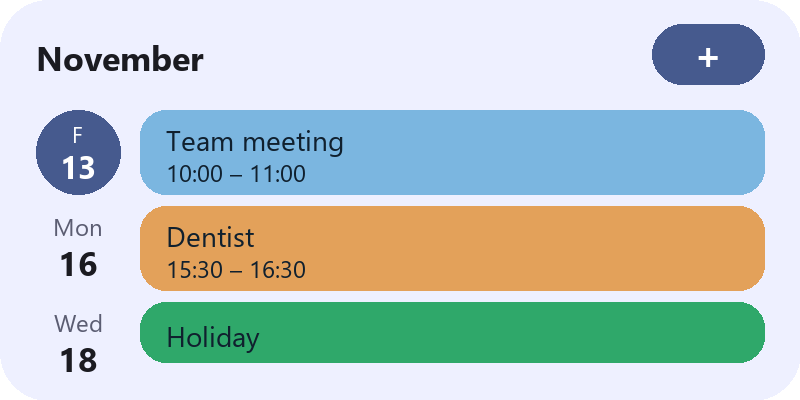 November
+
F
13
Team meeting
10:00 – 11:00
Mon
16
Dentist
15:30 – 16:30
Wed
18
Holiday